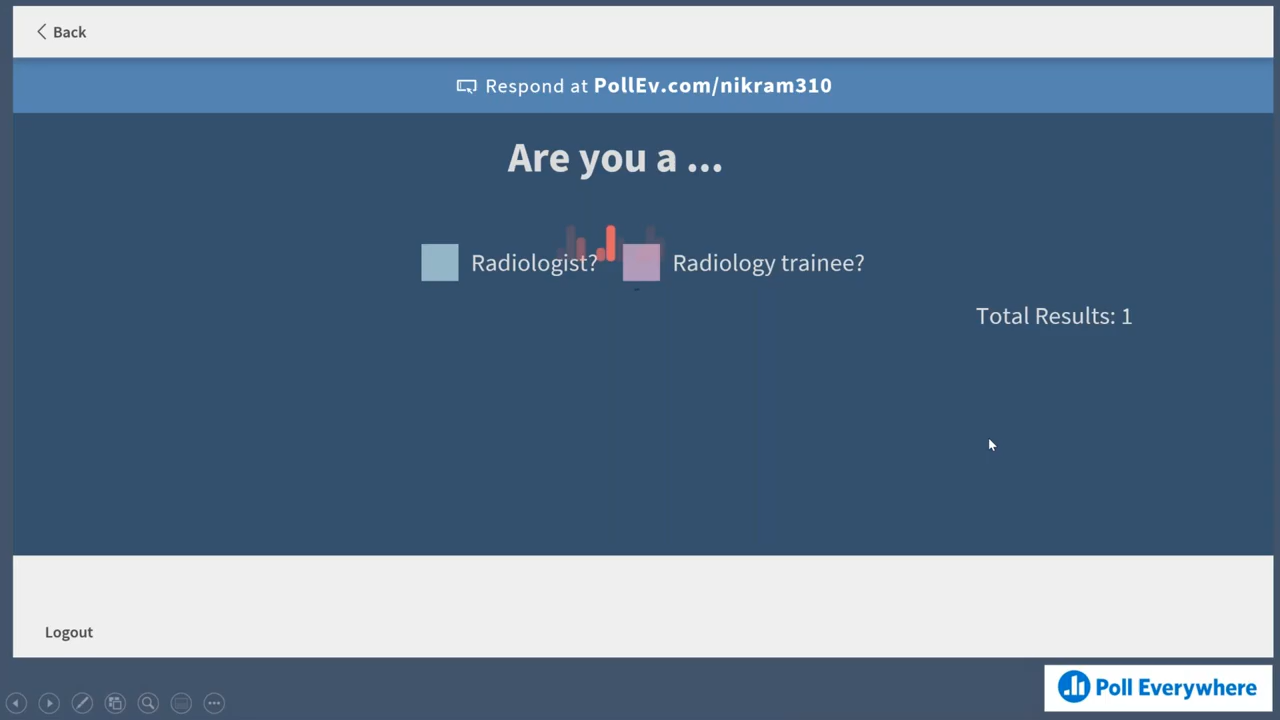 Back
Respond at PollEv.com/nikram310
Are you a ...
Radiologist? Radiology trainee?
Total Results: 1
Logout
Poll Everywhere